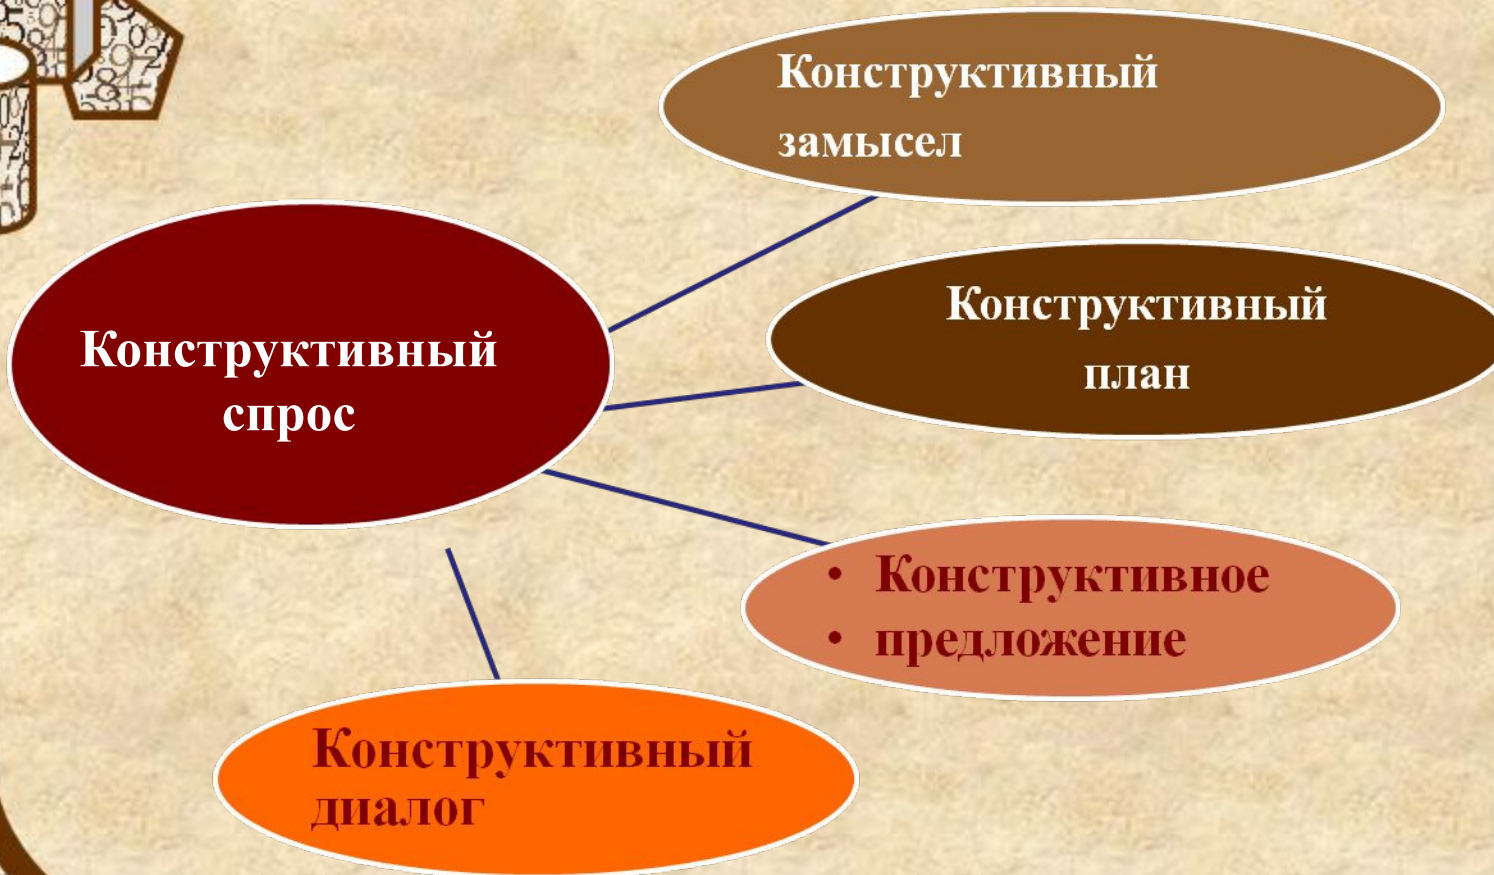 Конструктивный
замысел
Конструктивный
план
Конструктивный
спрос
• Конструктивное
• предложение
Конструктивный
диалог